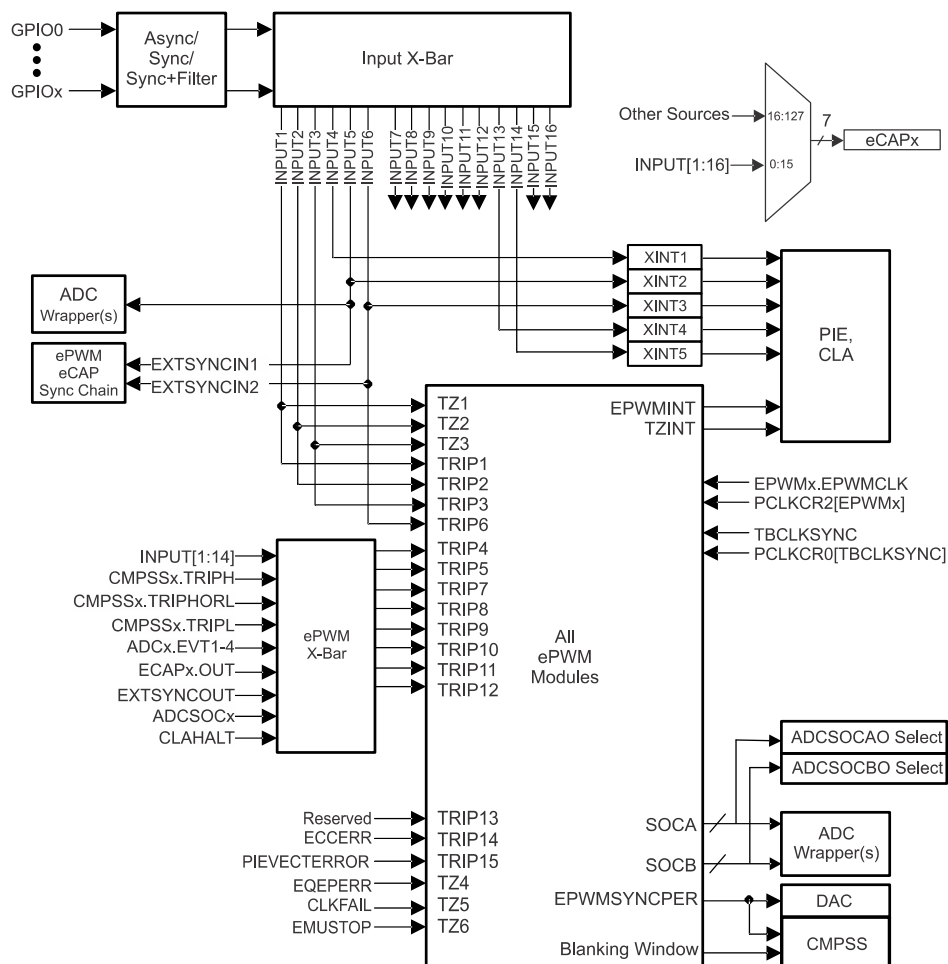 GPIO0
GPIOx
Async/
Sync/
Sync+Filter
Input X-Bar
INPUT1
INPUT2
INPUT3
INPUT4
INPUT5
INPUT6
INPUT7
INPUT8
INPUT9
INPUT10
INPUT11
INPUT12
INPUT13
INPUT14
INPUT15
INPUT16
Other Sources
16:127
7
eCAPx
INPUT[1:16]
0:15
XINT1
XINT2
XINT3
XINT4
XINT5
PIE,
CLA
ADC
Wrapper(s)
ePWM
eCAP
Sync Chain
EXTSYNCIN1
EXTSYNCIN2
TZ1
TZ2
TZ3
TRIP1
TRIP2
TRIP3
TRIP6
TRIP4
TRIP5
TRIP7
TRIP8
TRIP9
TRIP10
TRIP11
TRIP12
EPWMINT
TZINT
EPWMx.EPWMCLK
PCLKCR2[EPWMx]
TBCLKSYNC
PCLKCR0[TBCLKSYNC]
INPUT[1:14]
CMPSSx.TRIPH
CMPSSx.TRIPHORL
CMPSSx.TRIPL
ADCx.EVT1-4
ECAPx.OUT
EXTSYNCOUT
ADCSOCx
CLAHALT
ePWM
X-Bar
All
ePWM
Modules
Reserved
ECCERR
PIEVECTERROR
EQEPERR
CLKFAIL
EMUSTOP
TRIP13
TRIP14
TRIP15
TZ4
TZ5
TZ6
SOCA
SOCB
EPWMSYNCPER
Blanking Window
ADCSOCAO Select
ADCSOCBO Select
ADC
Wrapper(s)
DAC
CMPSS